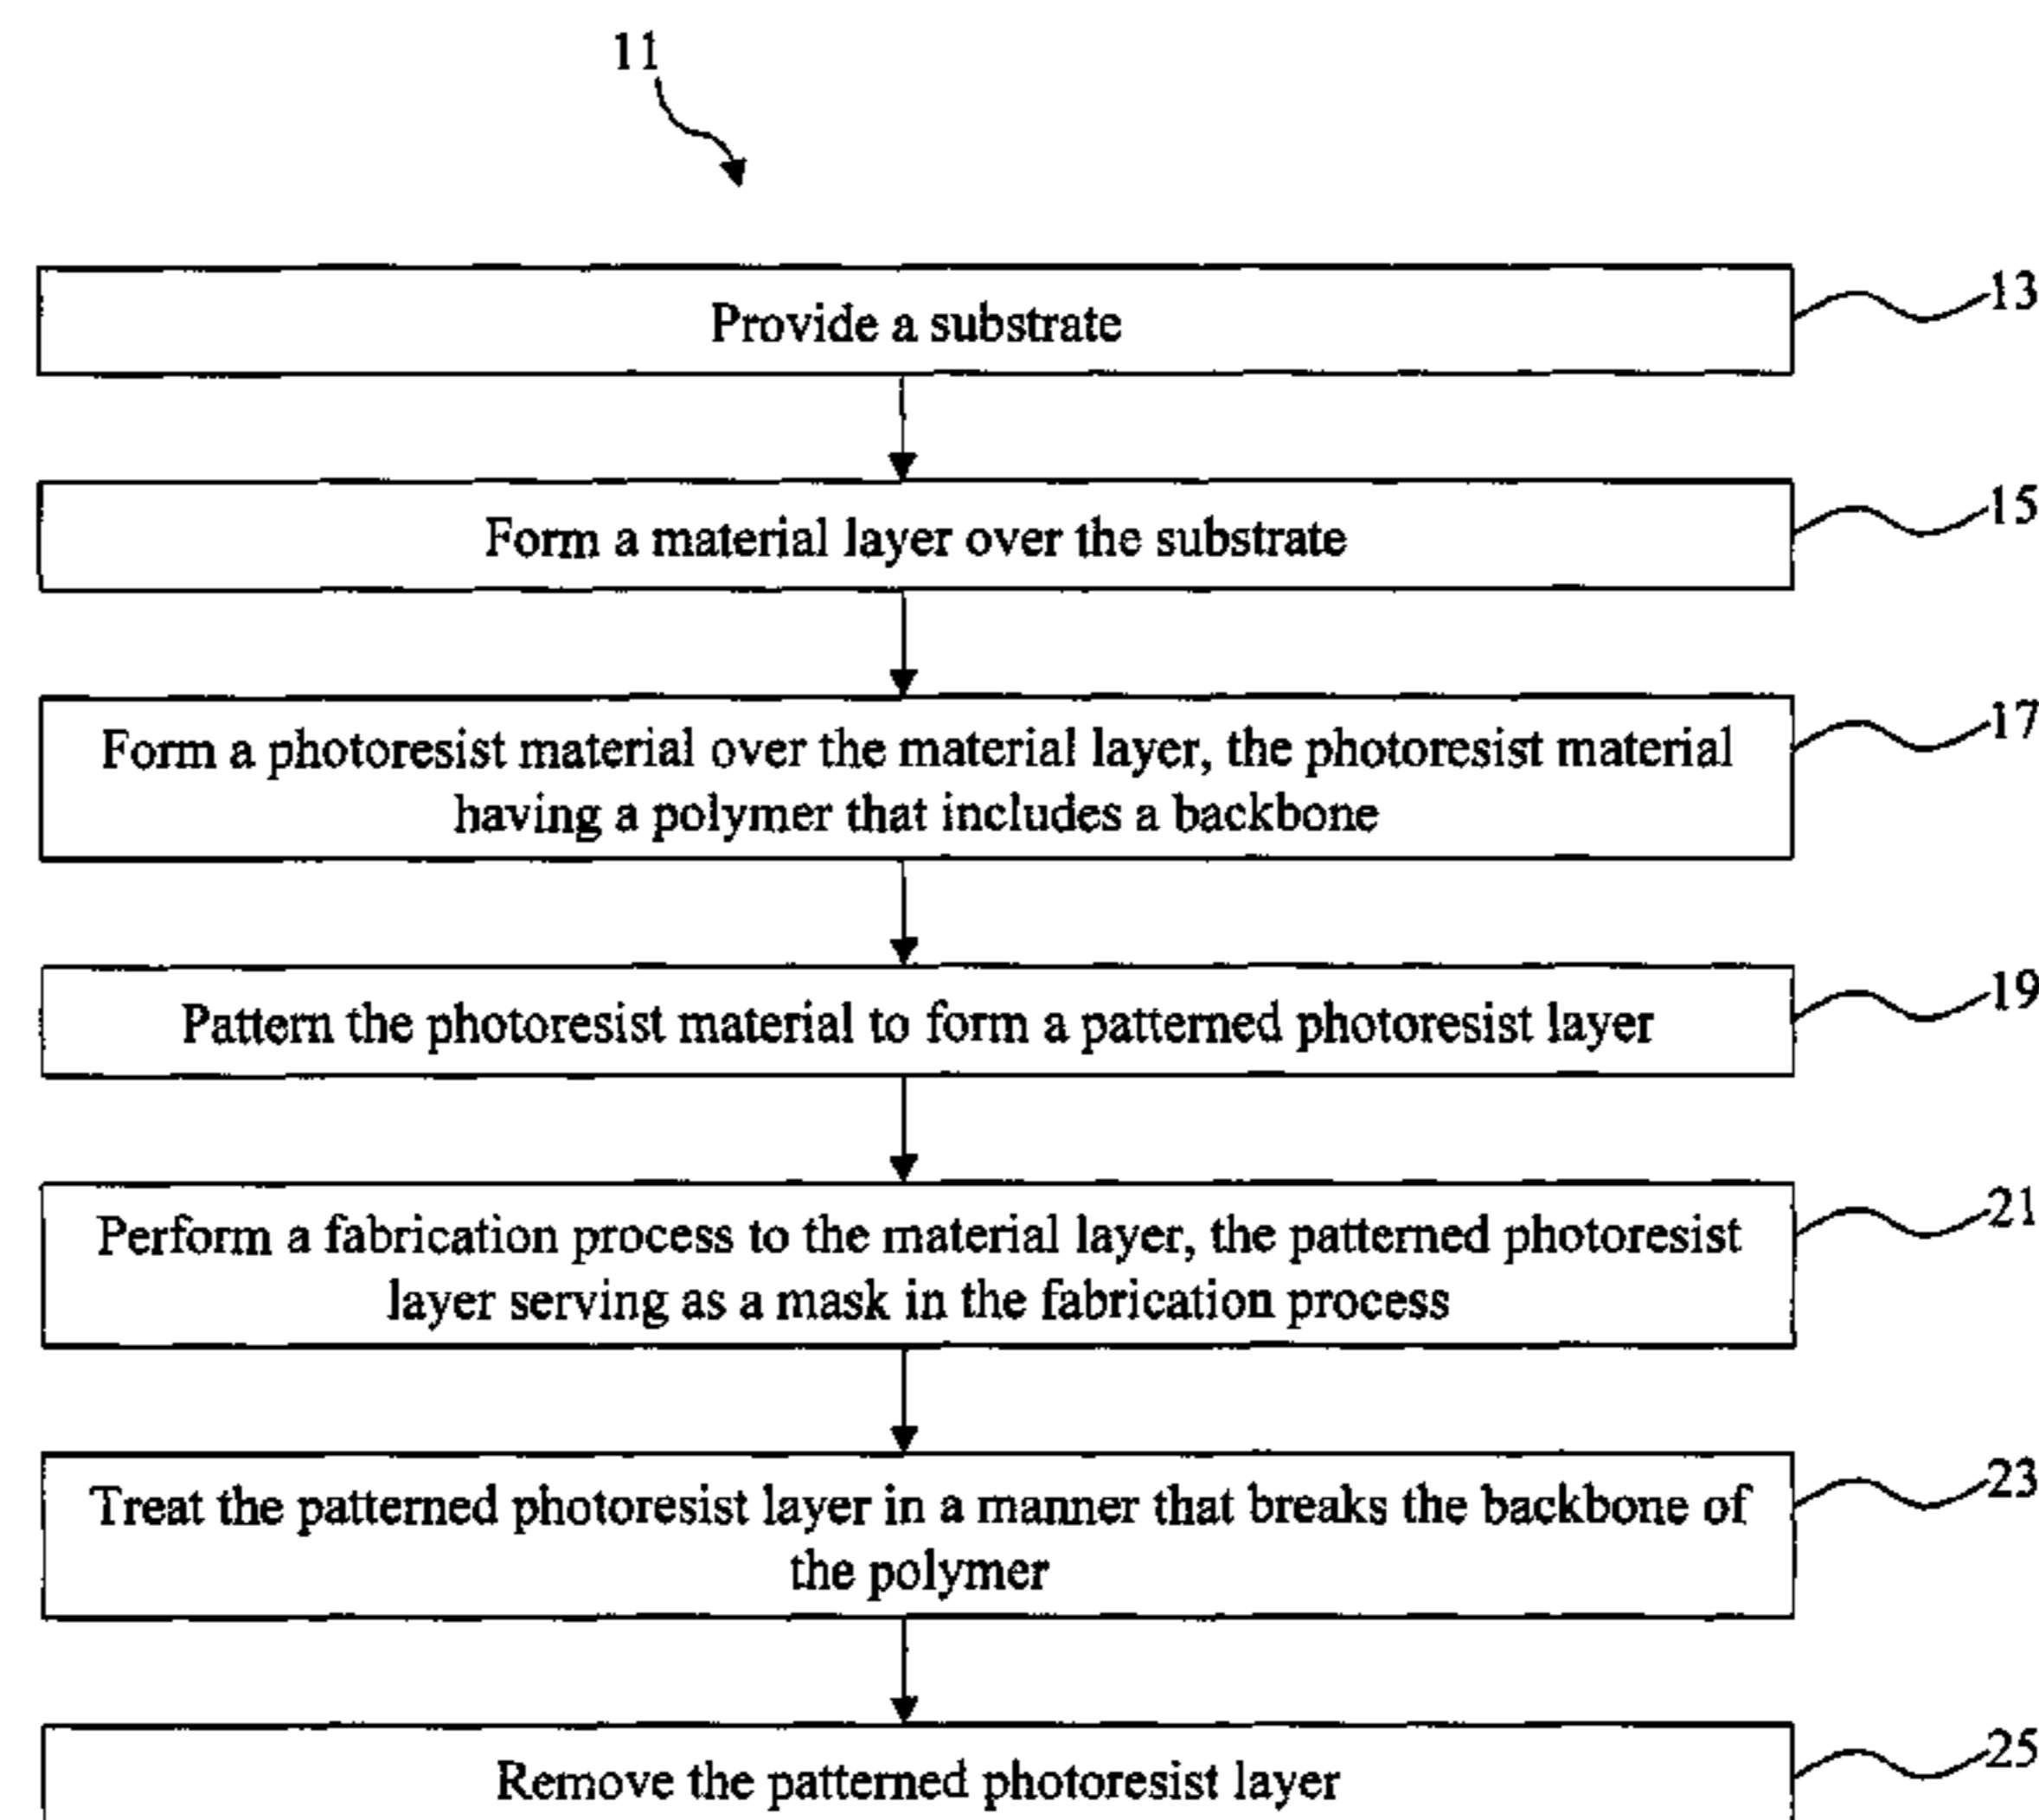 11
Provide a substrate
13
Form a material layer over the substrate
15
Form a photoresist material over the material layer, the photoresist material
having a polymer that includes a backbone
17
Pattern the photoresist material to form a patterned photoresist layer
19
Perform a fabrication process to the material layer, the patterned photoresist
layer serving as a mask in the fabrication process
21
Treat the patterned photoresist layer in a manner that breaks the backbone of
the polymer
23
Remove the patterned photoresist layer
25